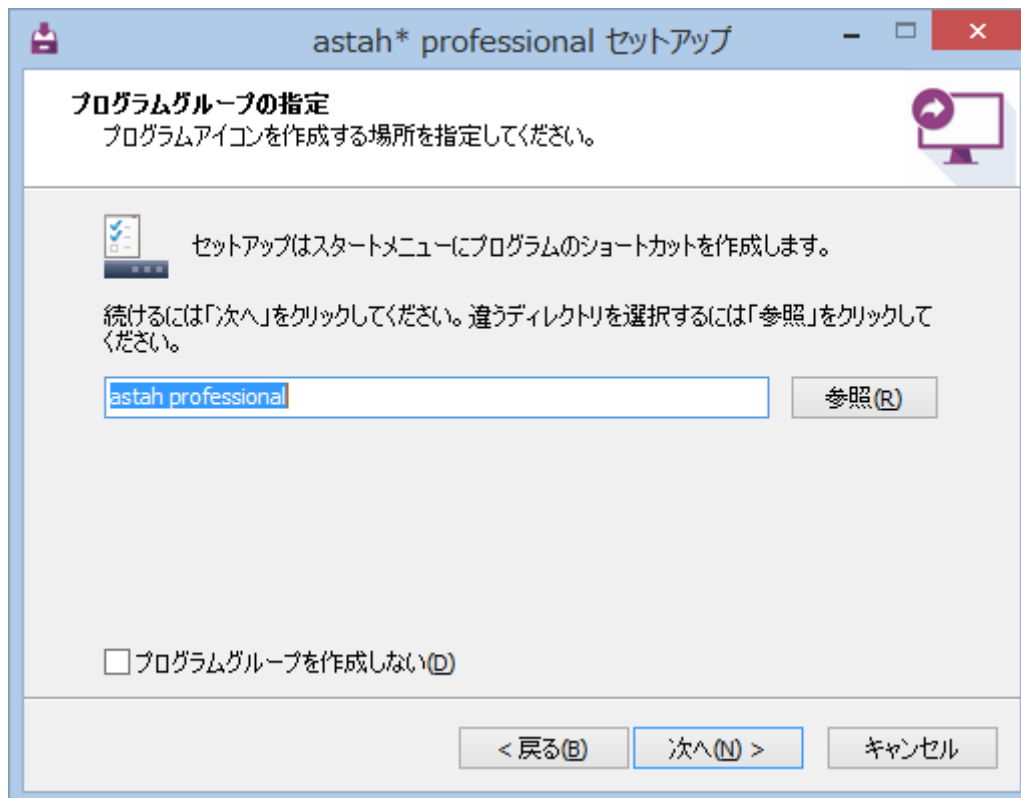 astah* professional セットアップ
プログラムグループの指定
プログラムアイコンを作成する場所を指定してください。
セットアップはスタートメニューにプログラムのショートカットを作成します。
続けるには「次へ」をクリックしてください。違うディレクトリを選択するには「参照」をクリックして
ください。
astah professional
参照(R)
プログラムグループを作成しない(D)
< 戻る(B)
次へ(N) >
キャンセル